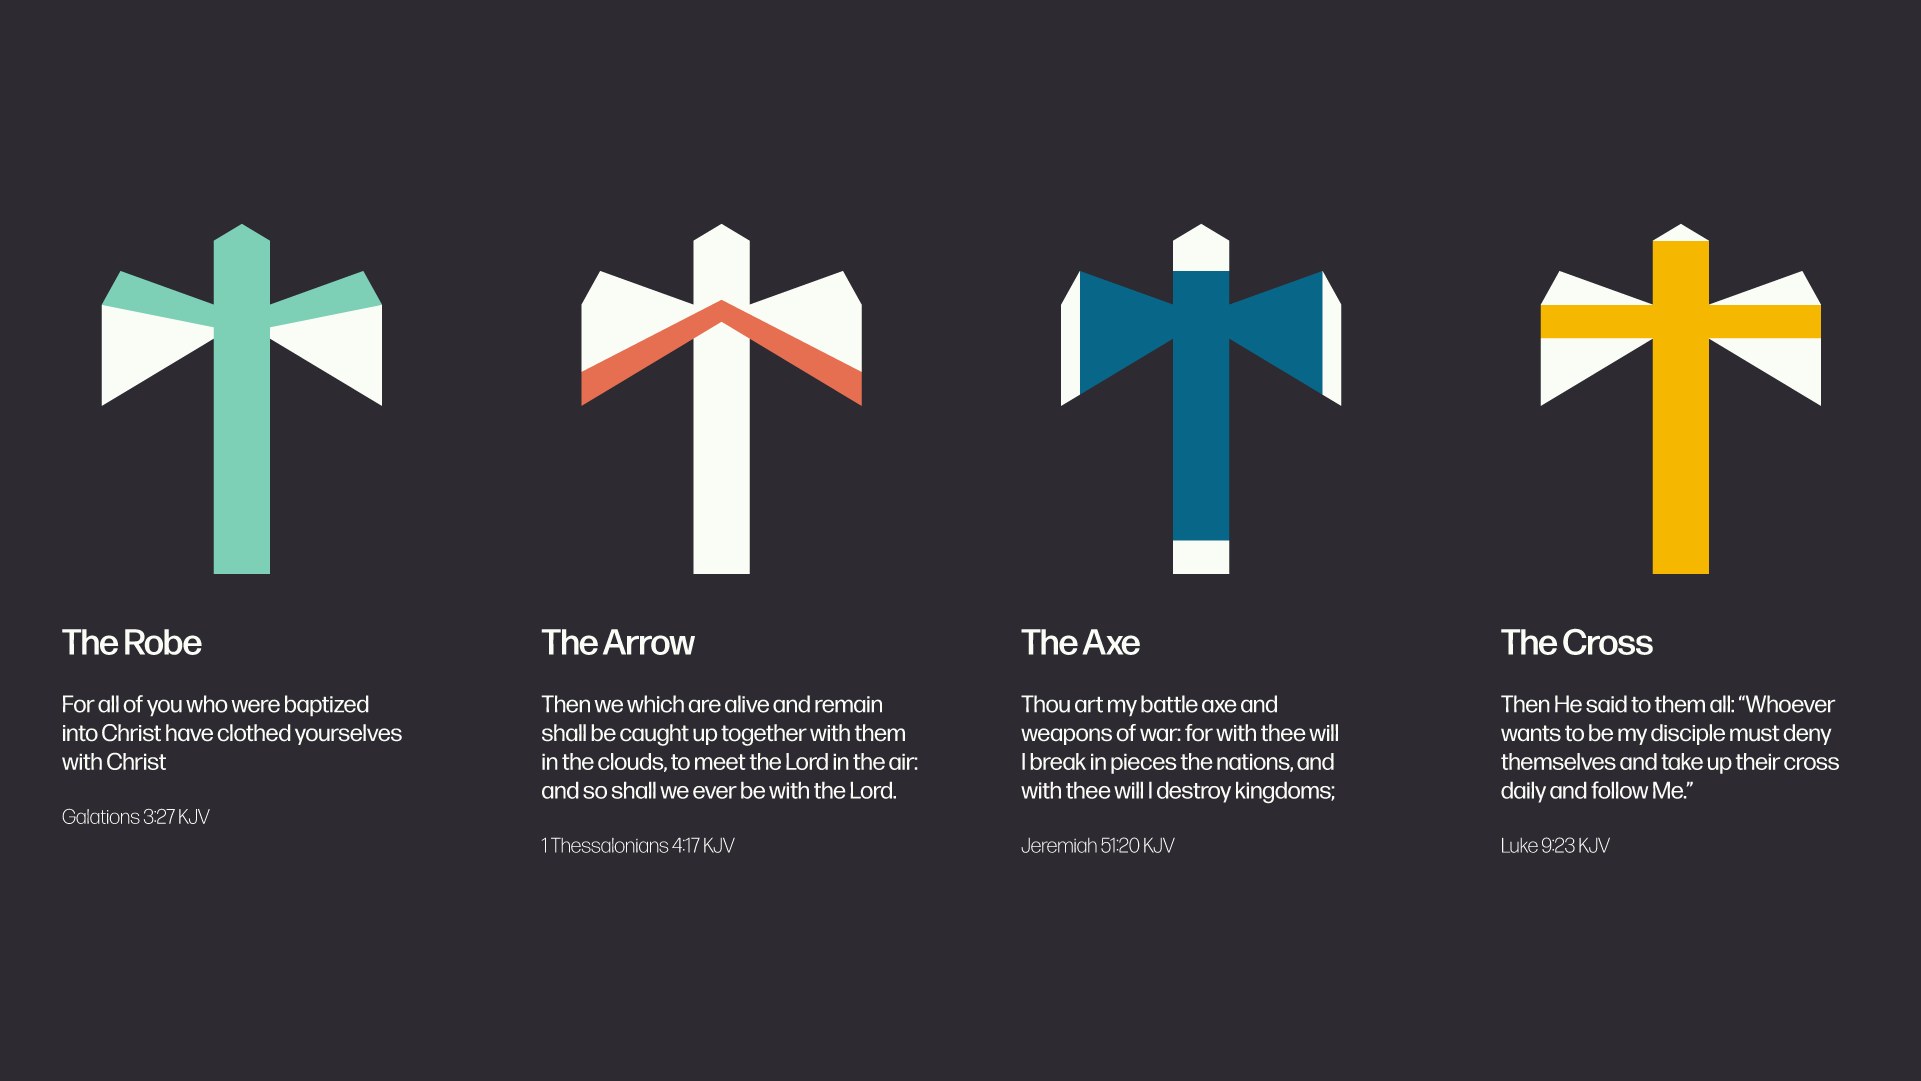 The Robe
For all of you who were baptized
into Christ have clothed yourselves
with Christ
Galations 3:27 KJV
The Arrow
Then we which are alive and remain
shall be caught up together with them
in the clouds, to meet the Lord in the air:
and so shall we ever be with the Lord.
1 Thessalonians 4:17 KJV
The Axe
Thou art my battle axe and
weapons of war: for with thee will
I break in pieces the nations, and
with thee will I destroy kingdoms;
Jeremiah 51:20 KJV
The Cross
Then He said to them all: “Whoever
wants to be my disciple must deny
themselves and take up their cross
daily and follow Me.”
Luke 9:23 KJV